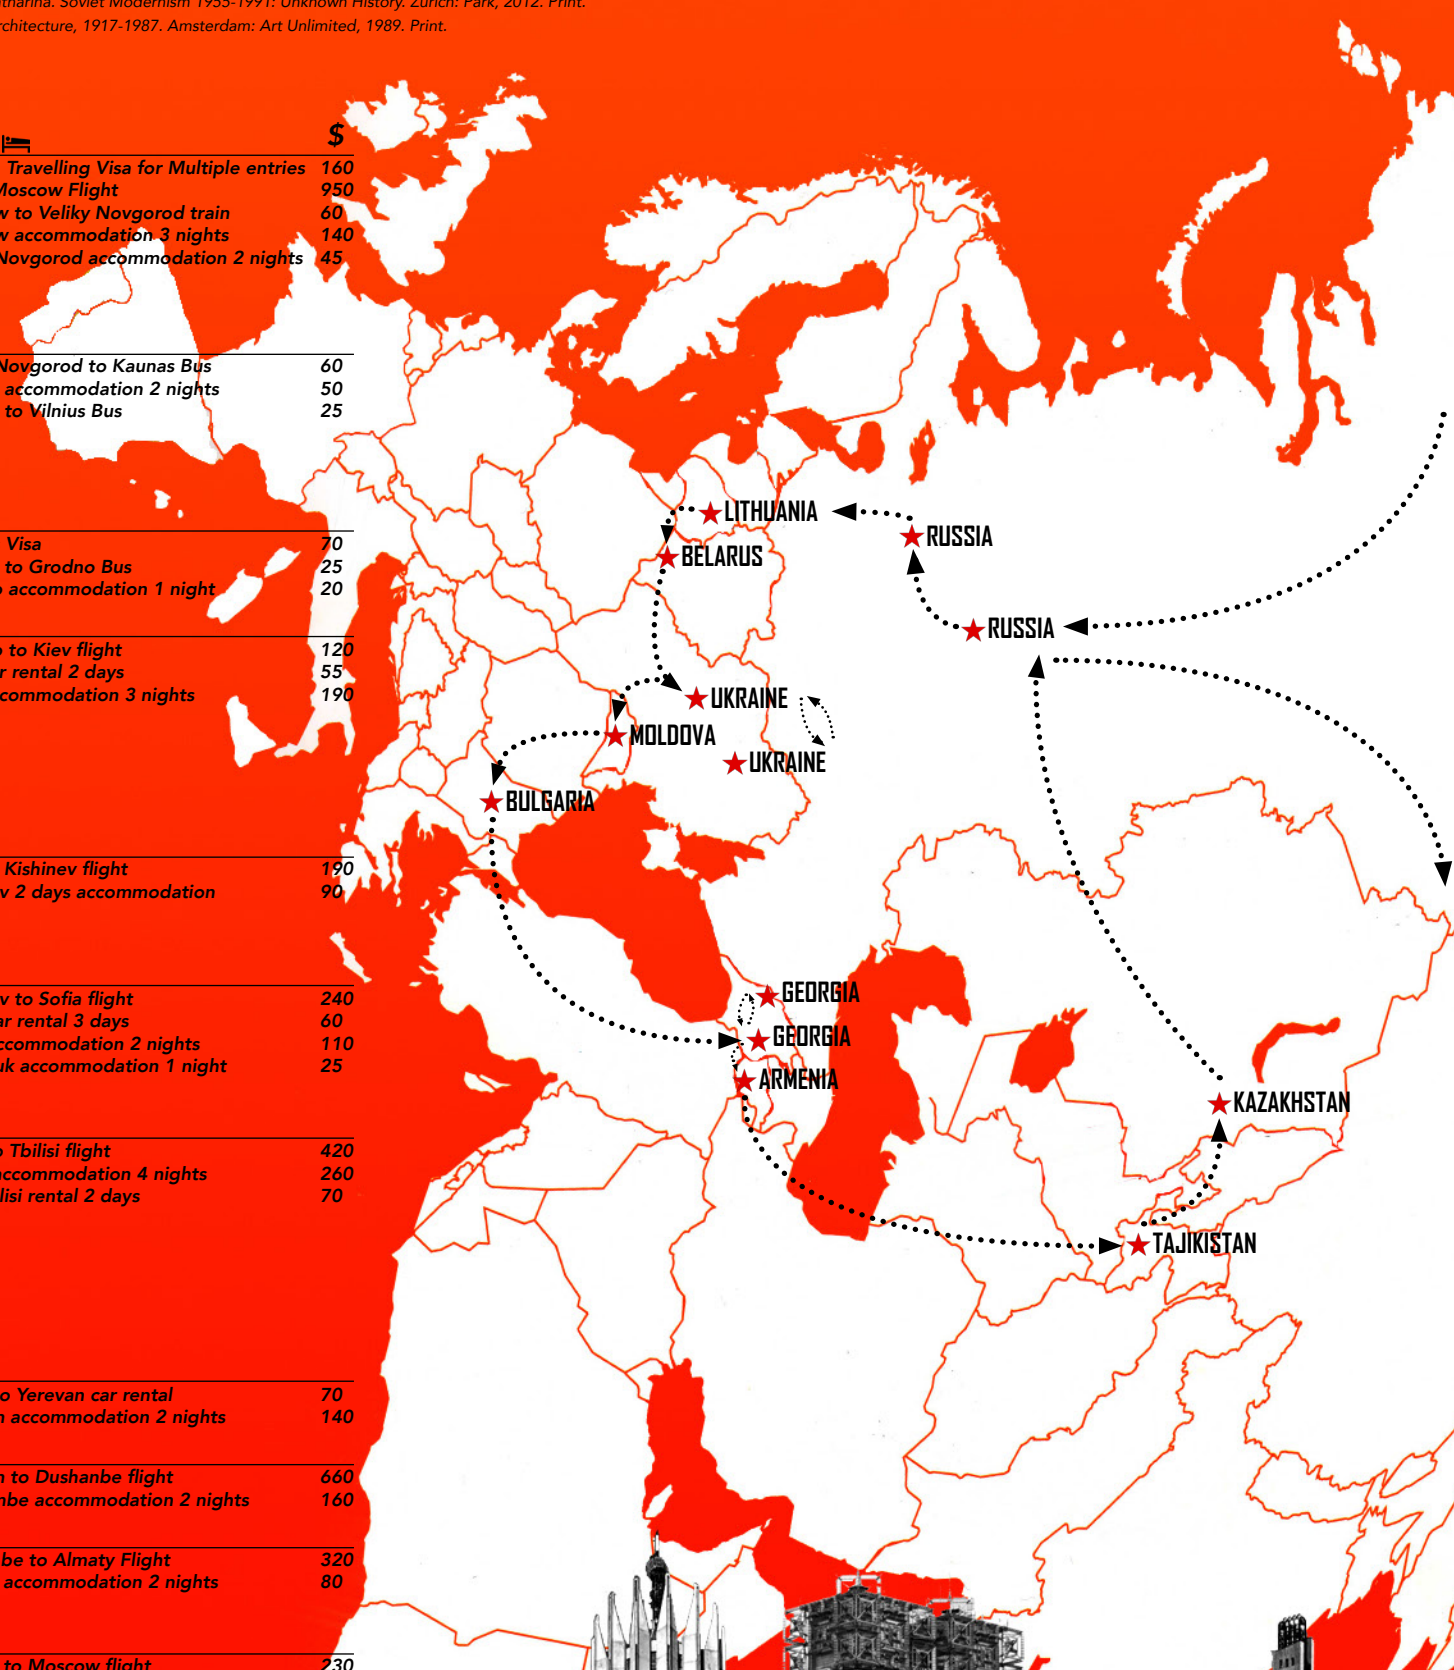 atharina. Soviet Modernism 1955-1991: Unknown History. Zurich: Park, 2012. Print.
rchitecture, 1917-1987. Amsterdam: Art Unlimited, 1989. Print.
$
Travelling Visa for Multiple entries 160
Moscow Flight 950
w to Veliky Novgorod train 60
w accommodation 3 nights 140
Novgorod accommodation 2 nights 45
Novgorod to Kaunas Bus 60
accommodation 2 nights 50
to Vilnius Bus 25
Visa 70
to Grodno Bus 25
o accommodation 1 night 20
o to Kiev flight 120
r rental 2 days 55
ccommodation 3 nights 190
Kishinev flight 190
v 2 days accommodation 90
v to Sofia flight 240
ar rental 3 days 60
ccommodation 2 nights 110
uk accommodation 1 night 25
o Tbilisi flight 420
accommodation 4 nights 260
lisi rental 2 days 70
o Yerevan car rental 70
n accommodation 2 nights 140
n to Dushanbe flight 660
nbe accommodation 2 nights 160
be to Almaty Flight 320
accommodation 2 nights 80
to Moscow flight 230
LITHUANIA
RUSSIA
BELARUS
RUSSIA
UKRAINE
MOLDOVA
UKRAINE
BULGARIA
GEORGIA
GEORGIA
ARMENIA
KAZAKHSTAN
TAJIKISTAN